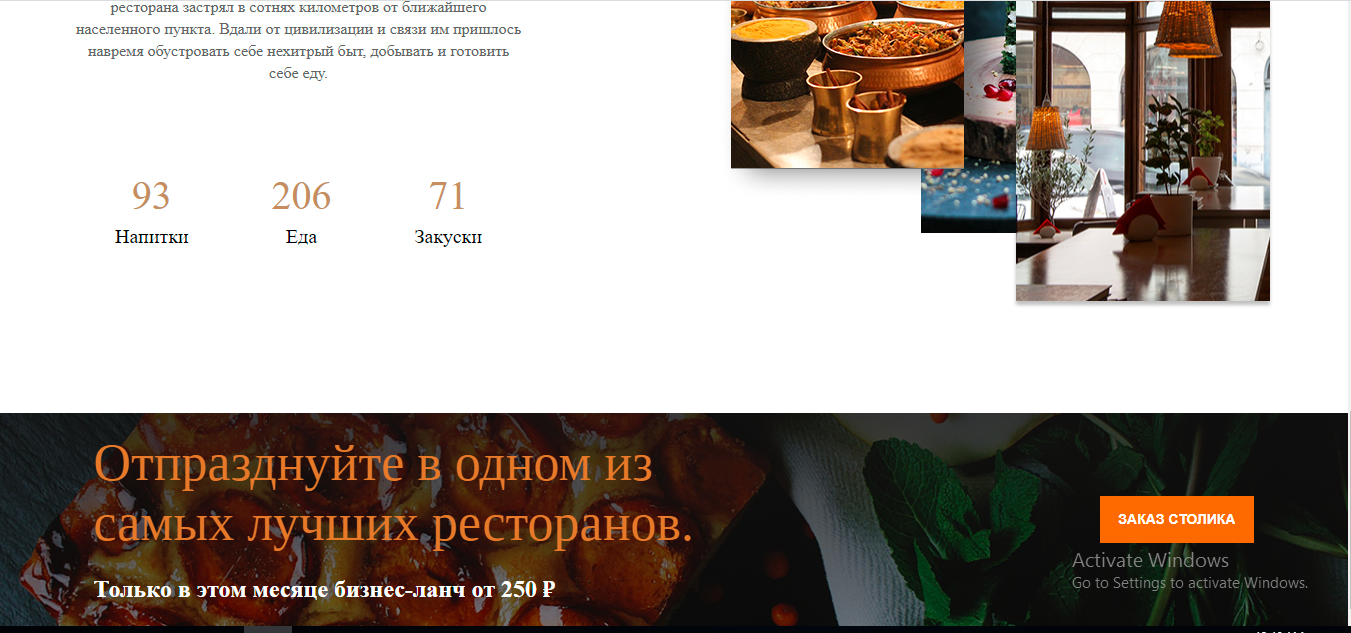 ресторана застрял в сотнях километров от ближайшего
населенного пункта. Вдали от цивилизации и связи им пришлось
навремя обустровать себе нехитрый быт, добывать и готовить
себе еду.
93
Напитки
206
Еда
71
Закуски
Отпразднуйте в одном из
самых лучших ресторанов.
Только в этом месяце бизнес-ланч от 250 ₽
ЗАКАЗ СТОЛИКА
Activate Windows
Go to Settings to activate Windows.